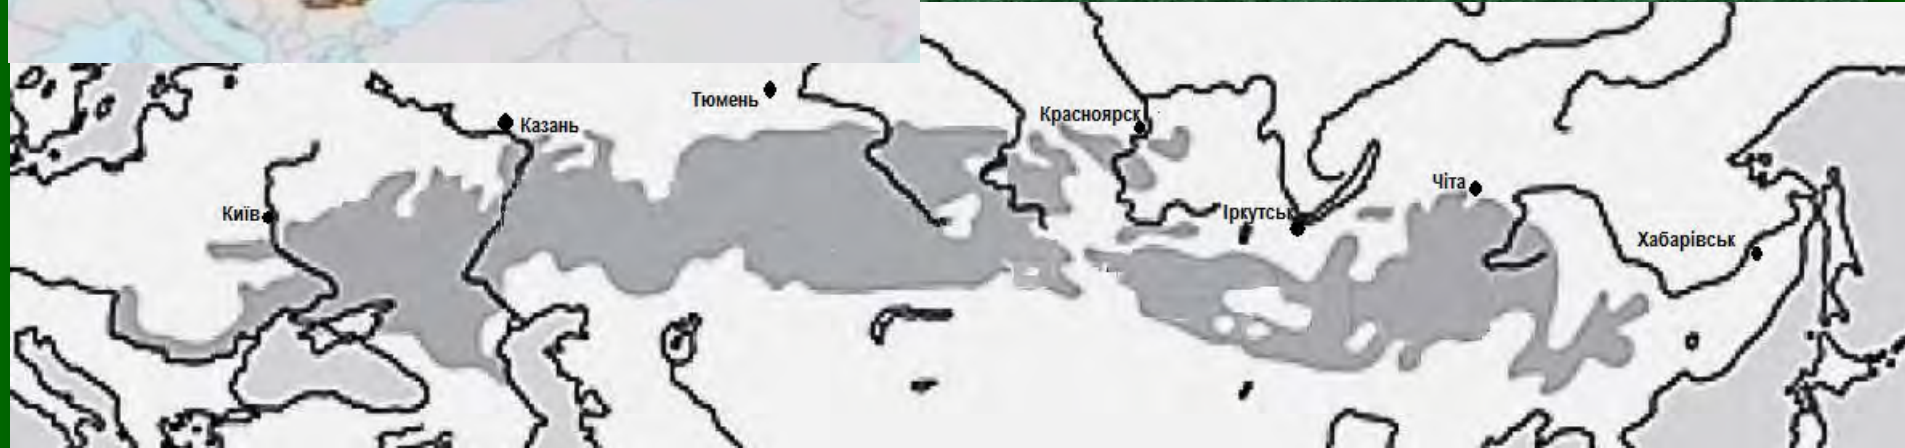 Тюмень
Казань
Красноярск
Київ
Іркутськ
Чіта
Хабарівськ